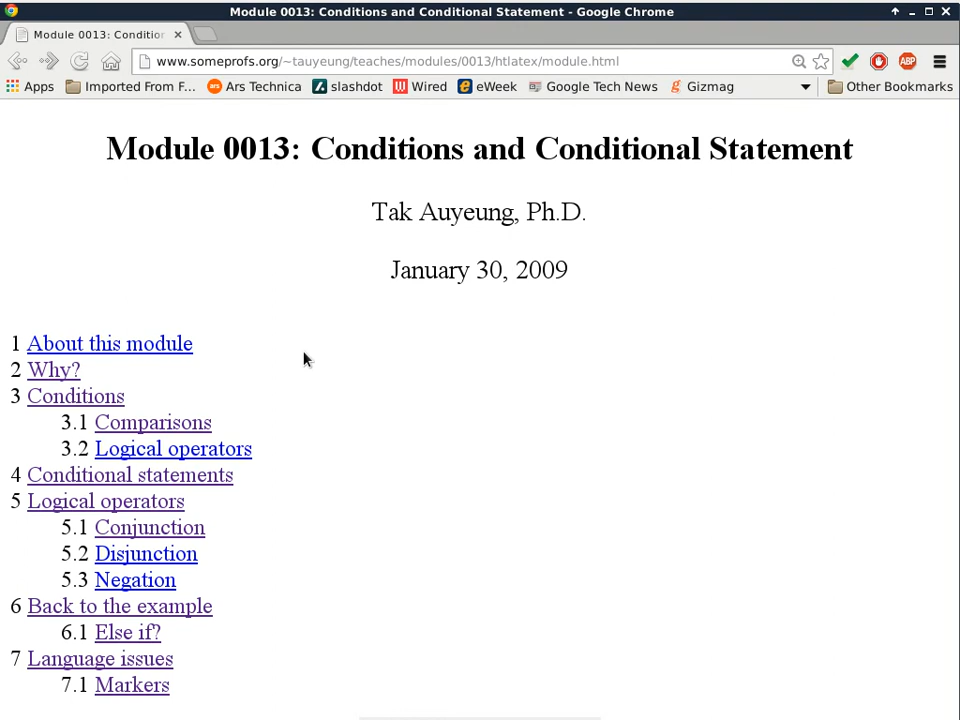 Module 0013: Conditions and Conditional Statement - Google Chrome
Module 0013: Condition
www.someprofs.org/~tauyeung/teaches/modules/0013/htlatex/module.html
ABP
Apps Imported From F... Ars Technica slashdot Wired eWeek Google Tech News Gizmag Other Bookmarks
Module 0013: Conditions and Conditional Statement
Tak Auyeung, Ph.D.
January 30, 2009
1 About this module
2 Why?
3 Conditions
3.1 Comparisons
3.2 Logical operators
4 Conditional statements
5 Logical operators
5.1 Conjunction
5.2 Disjunction
5.3 Negation
6 Back to the example
6.1 Else if?
7 Language issues
7.1 Markers